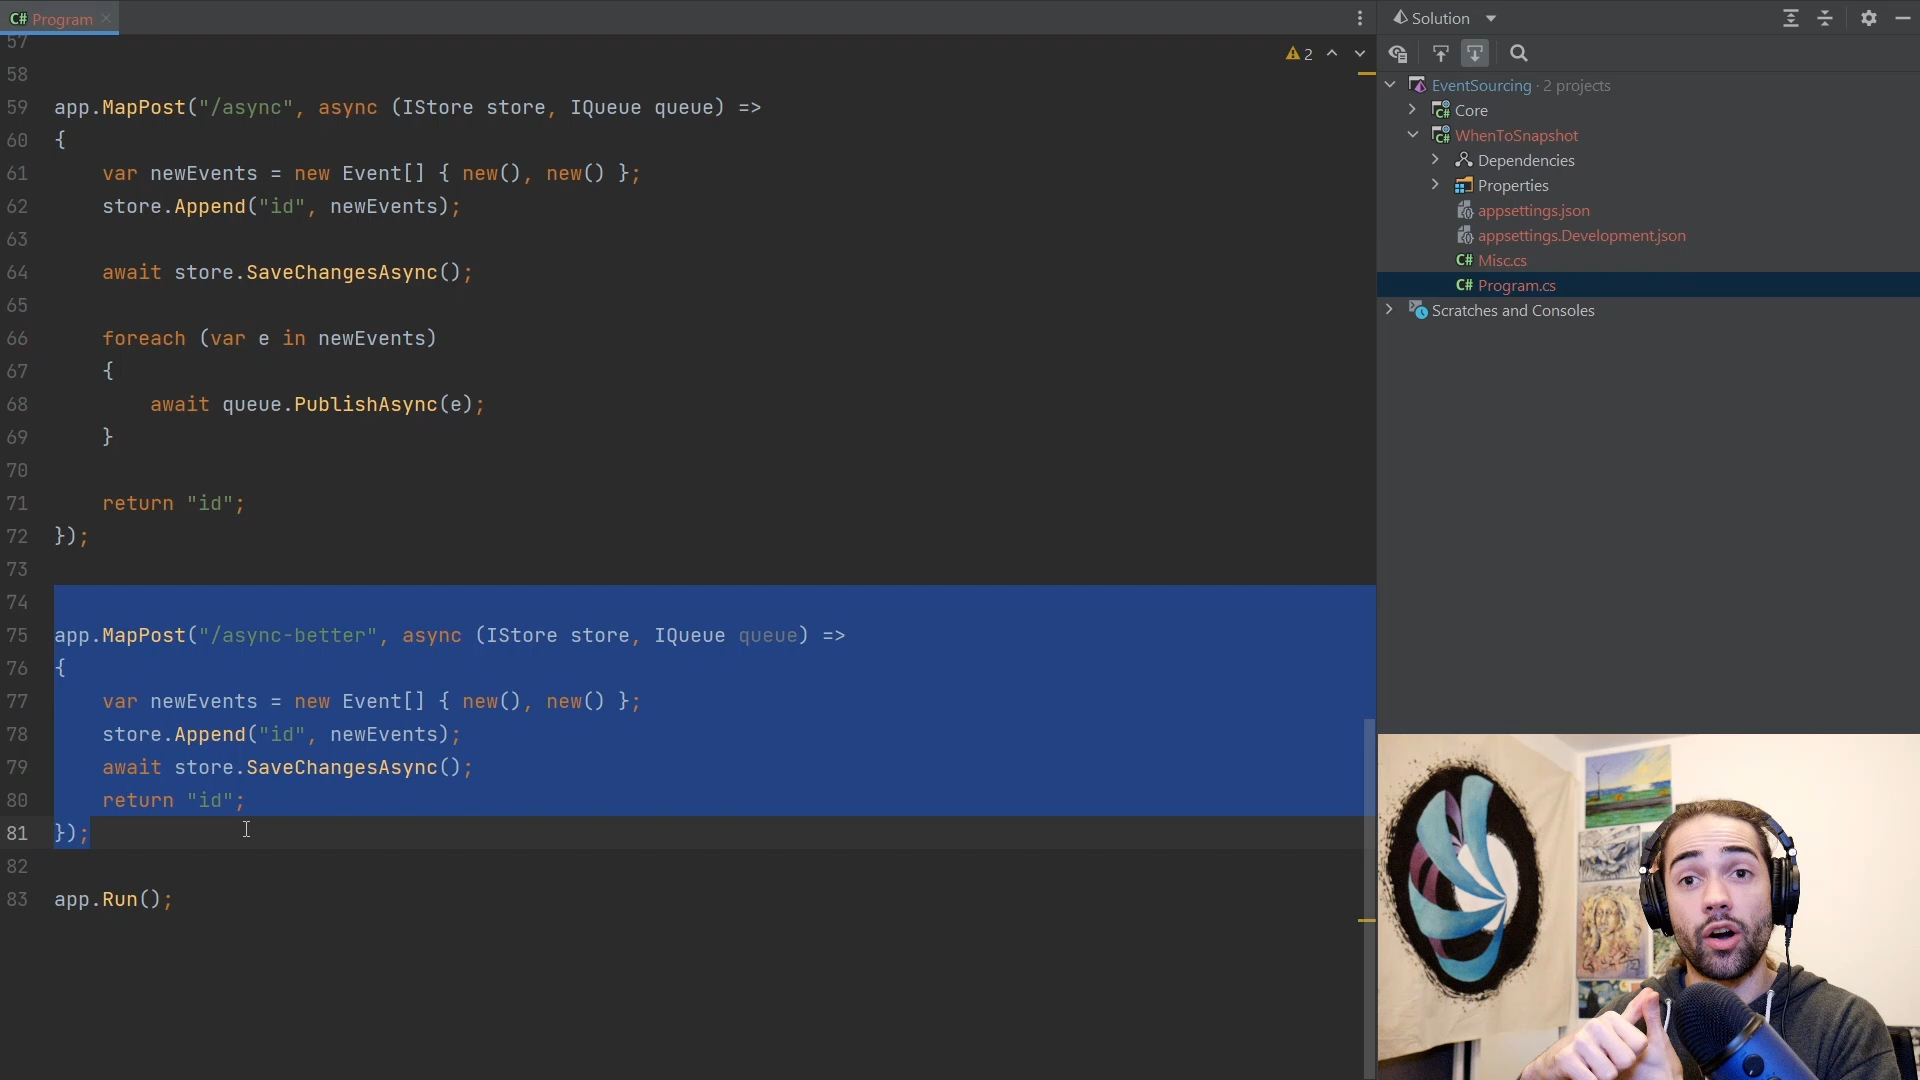 C# Program
57
58
59 app.MapPost("/async", async (IStore store, IQueue queue) =>
60 {
61 var newEvents = new Event[] { new(), new() };
62 store.Append("id", newEvents);
63
64 await store.SaveChangesAsync();
65
66 foreach (var e in newEvents)
67 {
68 await queue.PublishAsync(e);
69 }
70
71 return "id";
72 });
73
74
75 app.MapPost("/async-better", async (IStore store, IQueue queue) =>
76 {
77 var newEvents = new Event[] { new(), new() };
78 store.Append("id", newEvents);
79 await store.SaveChangesAsync();
80 return "id";
81 });
82
83 app.Run();
2
Solution
EventSourcing · 2 projects
C# Core
C# WhenToSnapshot
Dependencies
Properties
appsettings.json
appsettings.Development.json
C# Misc.cs
C# Program.cs
Scratches and Consoles